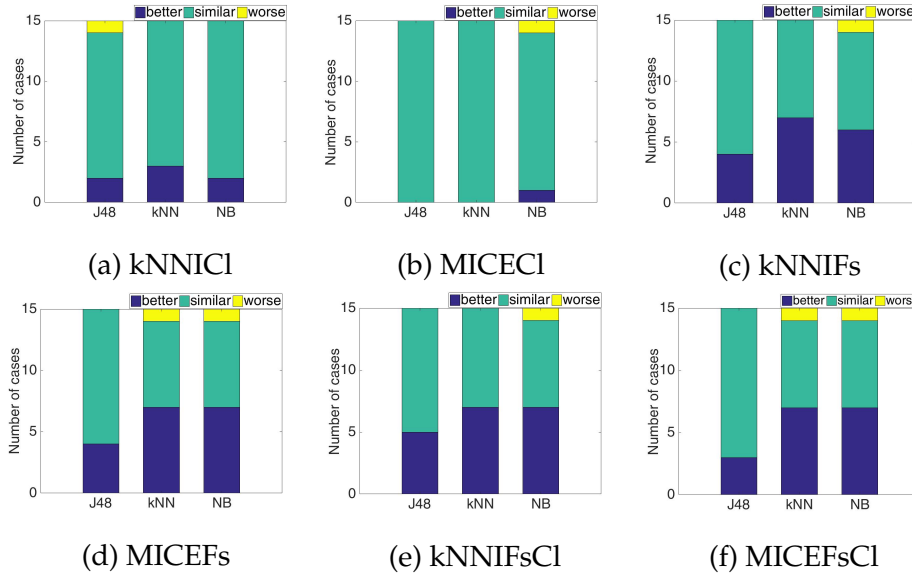 better similar worse
better similar worse
better similar worse
15
10
5
0
Number of cases
J48 kNN NB
15
10
5
0
Number of cases
J48 kNN NB
15
10
5
0
Number of cases
J48 kNN NB
(a) kNNICl
(b) MICECl
(c) kNNIFs
better similar worse
better similar worse
better similar worse
15
10
5
0
Number of cases
J48 kNN NB
15
10
5
0
Number of cases
J48 kNN NB
15
10
5
0
Number of cases
J48 kNN NB
(d) MICEFs
(e) kNNIFsCl
(f) MICEFsCl